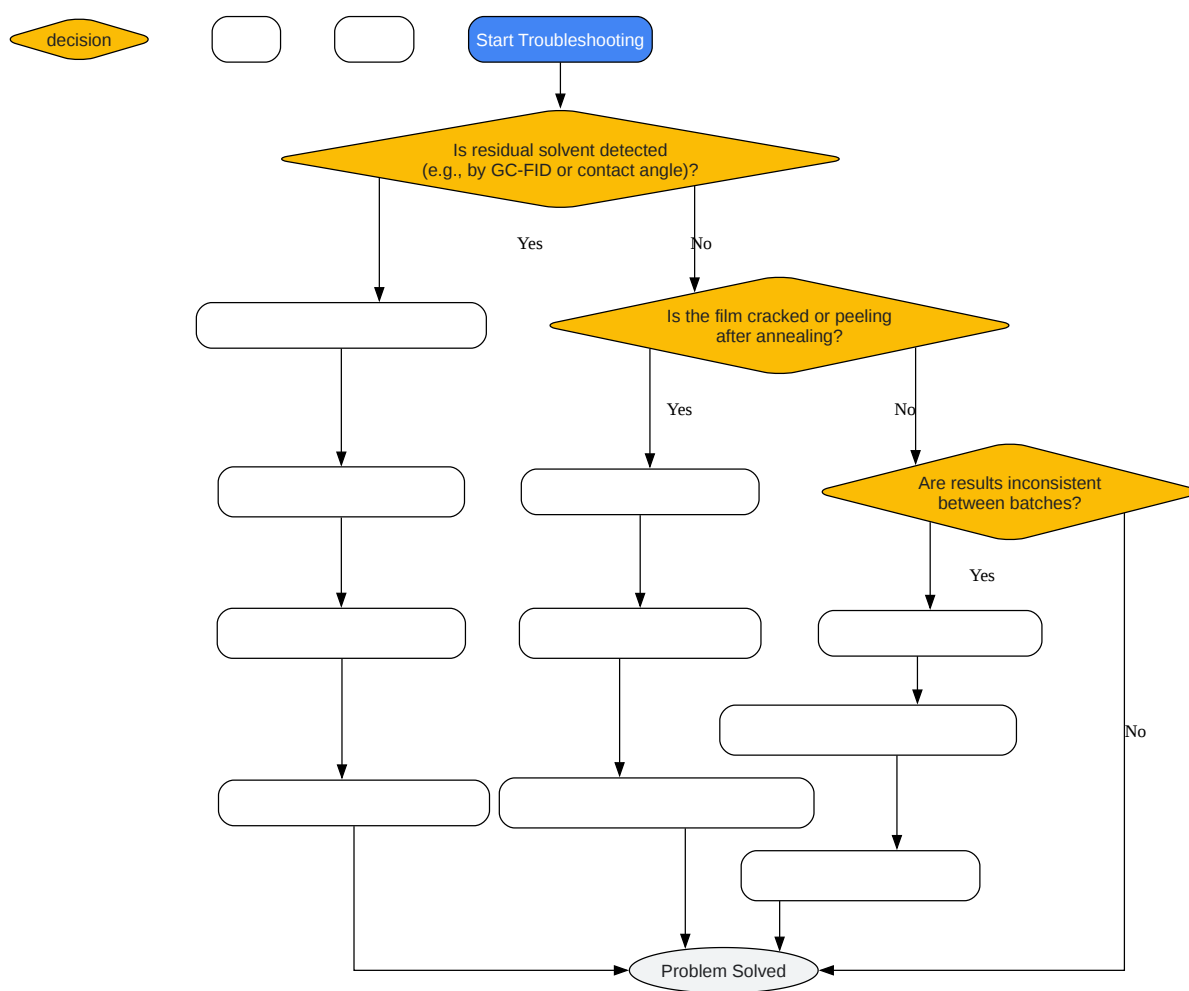 decision
Start Troubleshooting
Is residual solvent detected
(e.g., by GC-FID or contact angle)?
Yes
No
Is the film cracked or peeling
after annealing?
Yes
No
Are results inconsistent
between batches?
Yes
No
Problem Solved